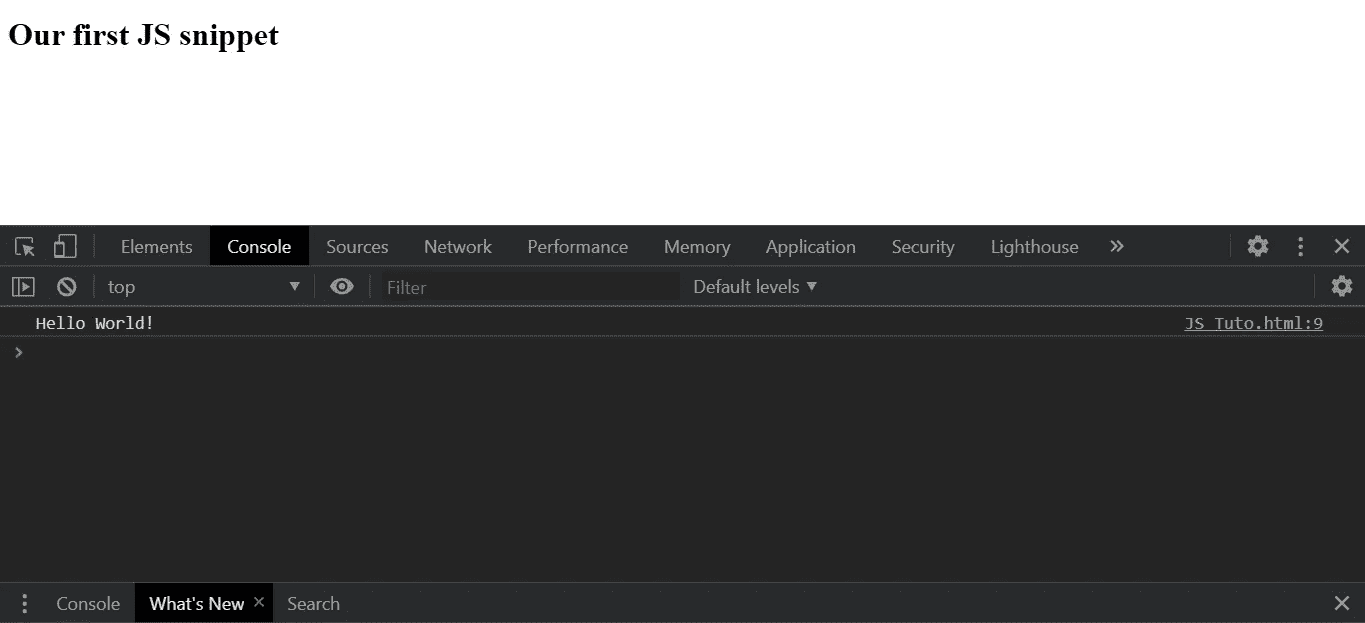 Our first JS snippet
Elements Console Sources Network Performance Memory Application Security Lighthouse »
top Filter Default levels
Hello World! JS Tuto.html:9
Console What's New Search